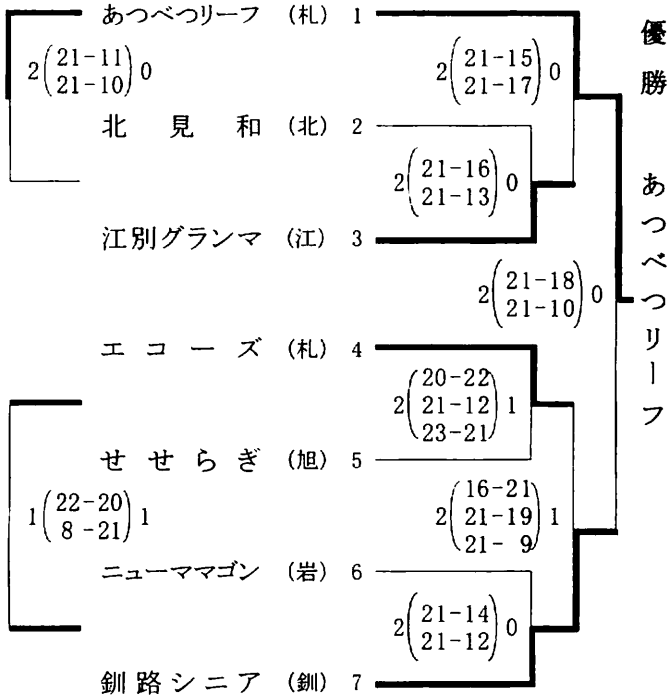 あつべつリーフ (札) 1
2(21-11 21-10)0
2(21-15 21-17)0
北見和 (北) 2
2(21-16 21-13)0
江別グランマ (江) 3
2(21-18 21-10)0
エコーズ (札) 4
2(20-22 21-12 23-21)1
せせらぎ (旭) 5
1(22-20 8-21)1
2(16-21 21-19 21-9)1
ニューママゴン (岩) 6
2(21-14 21-12)0
釧路シニア (釧) 7
優勝 あつべつリーフ